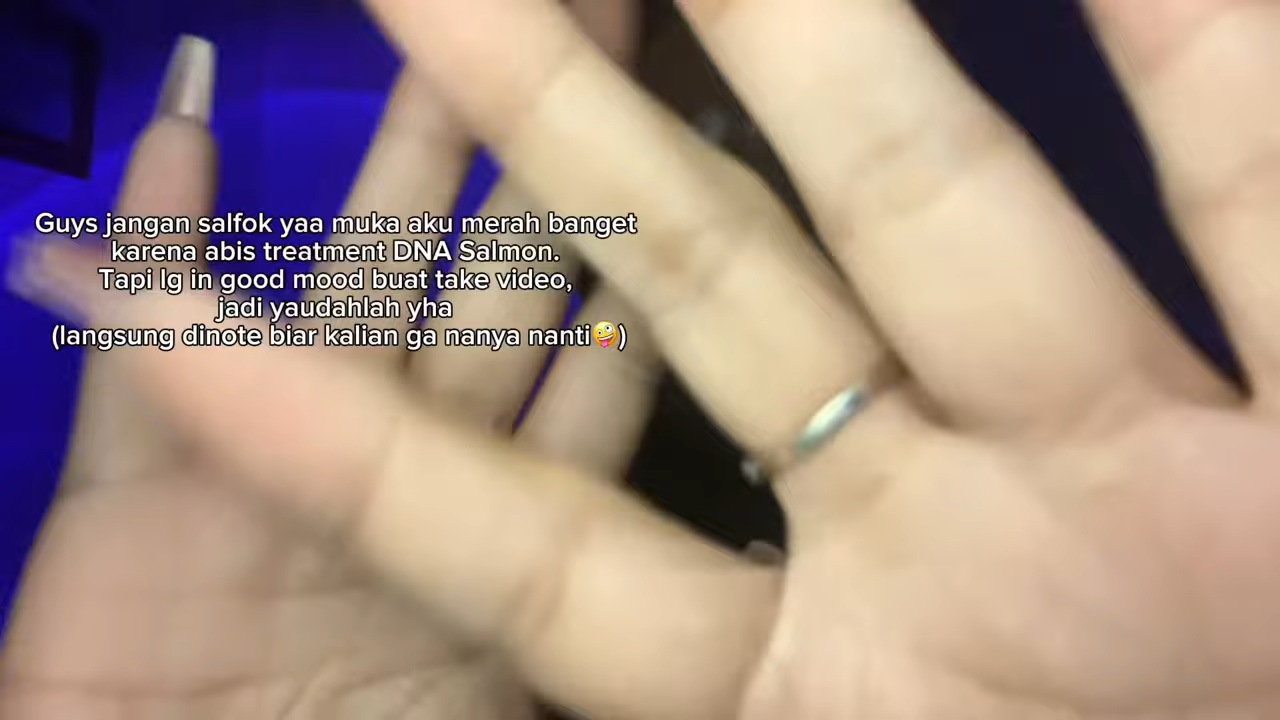 Guys jangan salfok yaa muka aku merah banget
karena abis treatment DNA Salmon.
Tapi lg in good mood buat take video,
jadi yaudahlah yha
(langsung dinote biar kalian ga nanya nanti🤪)